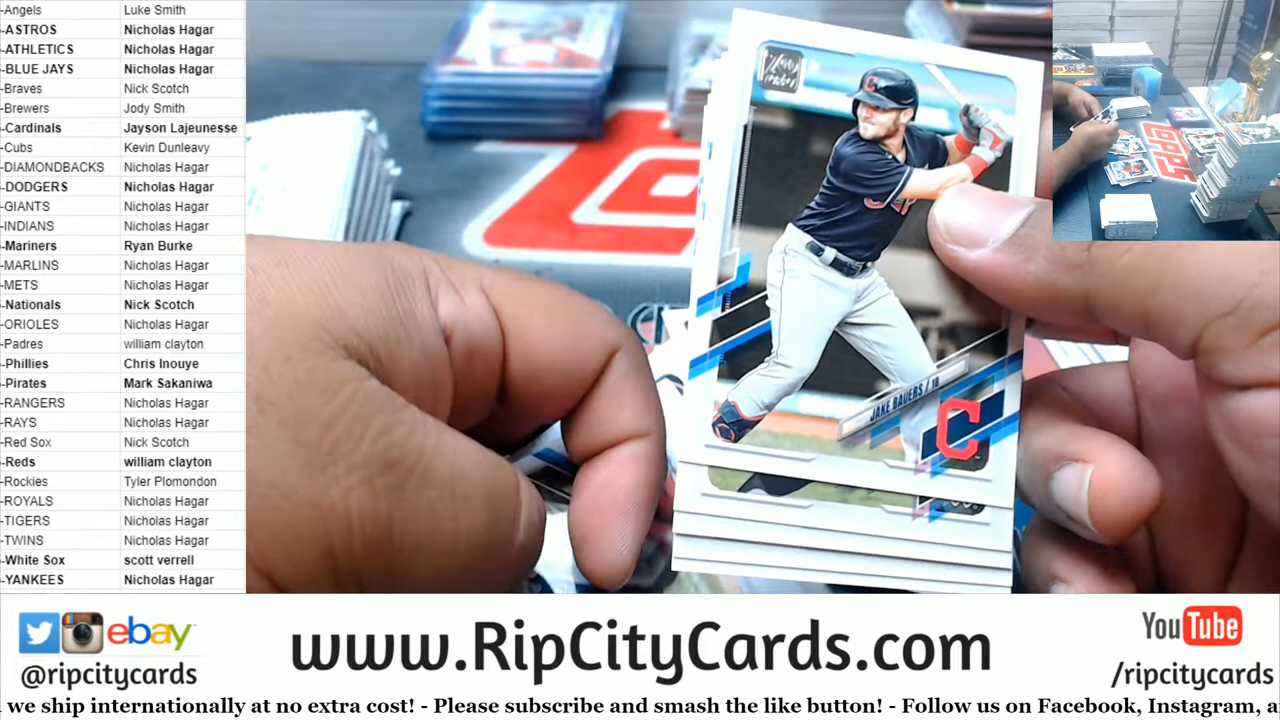 -Angels Luke Smith
-ASTROS Nicholas Hagar
-ATHLETICS Nicholas Hagar
-BLUE JAYS Nicholas Hagar
-Braves Nick Scotch
-Brewers Jody Smith
-Cardinals Jayson Lajeunesse
-Cubs Kevin Dunleavy
-DIAMONDBACKS Nicholas Hagar
-DODGERS Nicholas Hagar
-GIANTS Nicholas Hagar
-INDIANS Nicholas Hagar
-Mariners Ryan Burke
-MARLINS Nicholas Hagar
-METS Nicholas Hagar
-Nationals Nick Scotch
-ORIOLES Nicholas Hagar
-Padres william clayton
-Phillies Chris Inouye
-Pirates Mark Sakaniwa
-RANGERS Nicholas Hagar
-RAYS Nicholas Hagar
-Red Sox Nick Scotch
-Reds william clayton
-Rockies Tyler Plomondon
-ROYALS Nicholas Hagar
-TIGERS Nicholas Hagar
-TWINS Nicholas Hagar
-White Sox scott verrell
-YANKEES Nicholas Hagar
JAKE BAUERS / 1B
C
TOPPS
ebay
@ripcitycards
www.RipCityCards.com
YouTube
/ripcitycards
we ship internationally at no extra cost! - Please subscribe and smash the like button! - Follow us on Facebook, Instagram, a